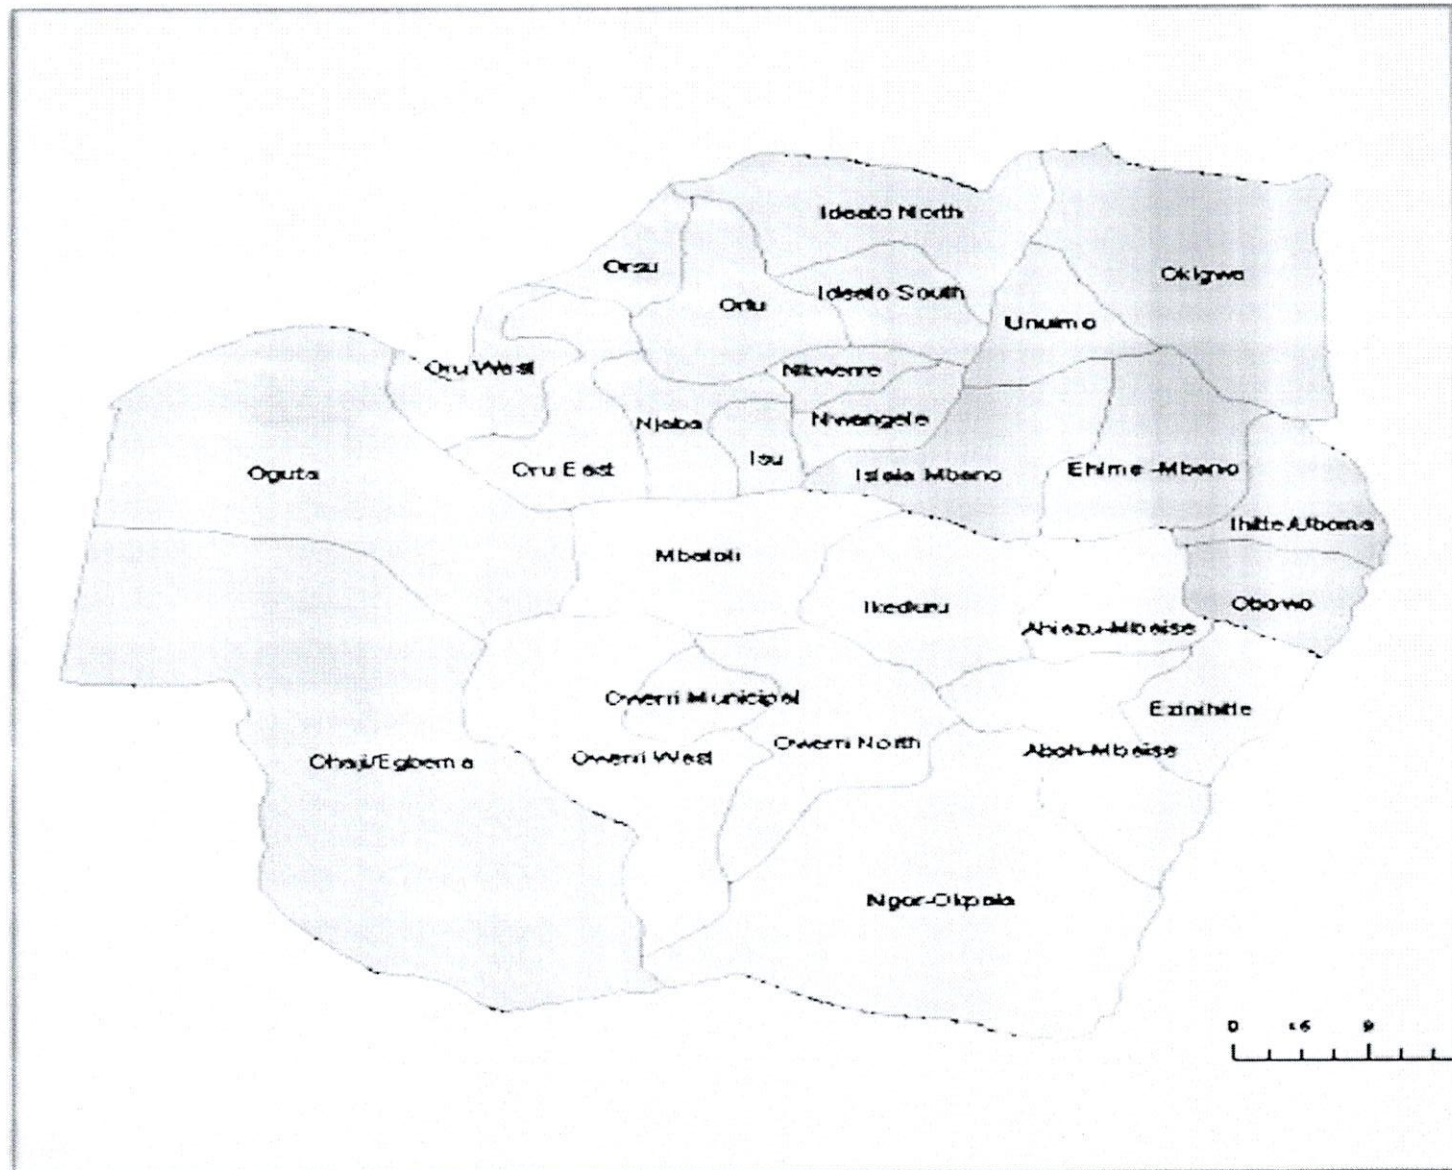 Ideato North
Orsu
Okigwe
Ideato South
Orlu
Unuimo
Oru West
Nkwerre
Njaba
Nwangele
Isu
Oru East
Isiala Mbano
Ehime-Mbano
Oguta
Ihitte/Uboma
Mbatoli
Ikeduru
Obowo
Ahiazu-Mbaise
Owerri Municipal
Ezinihitte
Owerri North
Aboh-Mbaise
Ohaji/Egbema
Owerri West
Ngor-Okpala
0 9